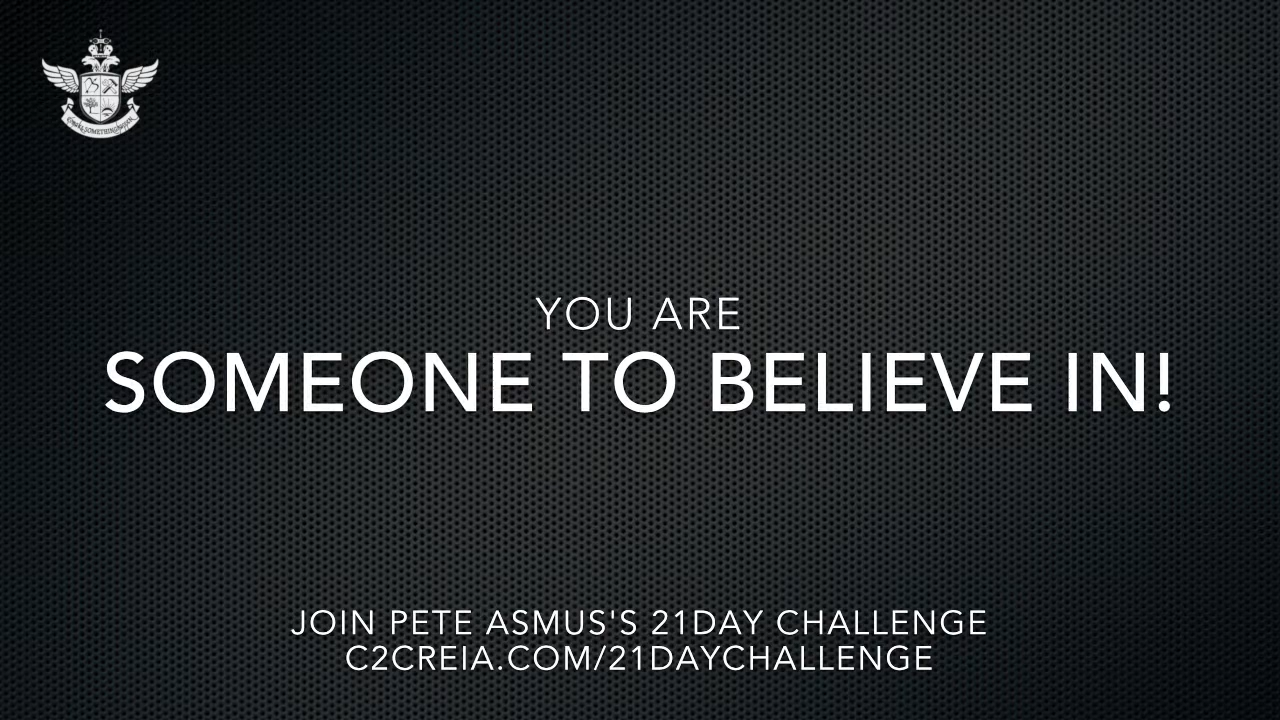 YOU ARE
SOMEONE TO BELIEVE IN!
JOIN PETE ASMUS'S 21DAY CHALLENGE
C2CREIA.COM/21DAYCHALLENGE